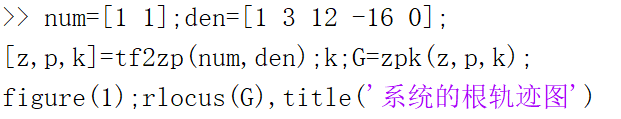 >> num=[1 1];den=[1 3 12 -16 0];
[z,p,k]=tf2zp(num,den);k;G=zpk(z,p,k);
figure(1);rlocus(G),title('系统的根轨迹图')